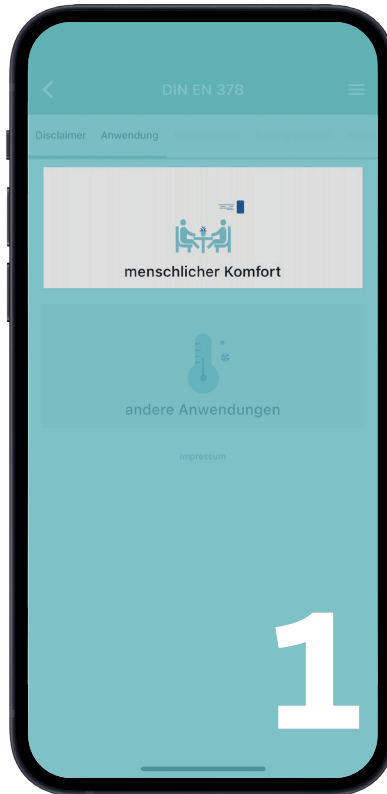 DIN EN 378
Disclaimer Anwendung
menschlicher Komfort
andere Anwendungen
Impressum
1